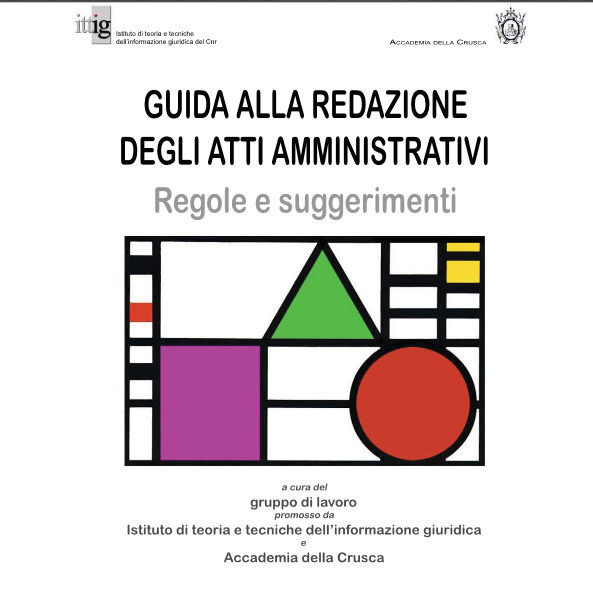 ittig
Istituto di teoria e tecniche
dell'informazione giuridica del Cnr
ACCADEMIA DELLA CRUSCA
GUIDA ALLA REDAZIONE
DEGLI ATTI AMMINISTRATIVI
Regole e suggerimenti
a cura del
gruppo di lavoro
promosso da
Istituto di teoria e tecniche dell'informazione giuridica
e
Accademia della Crusca